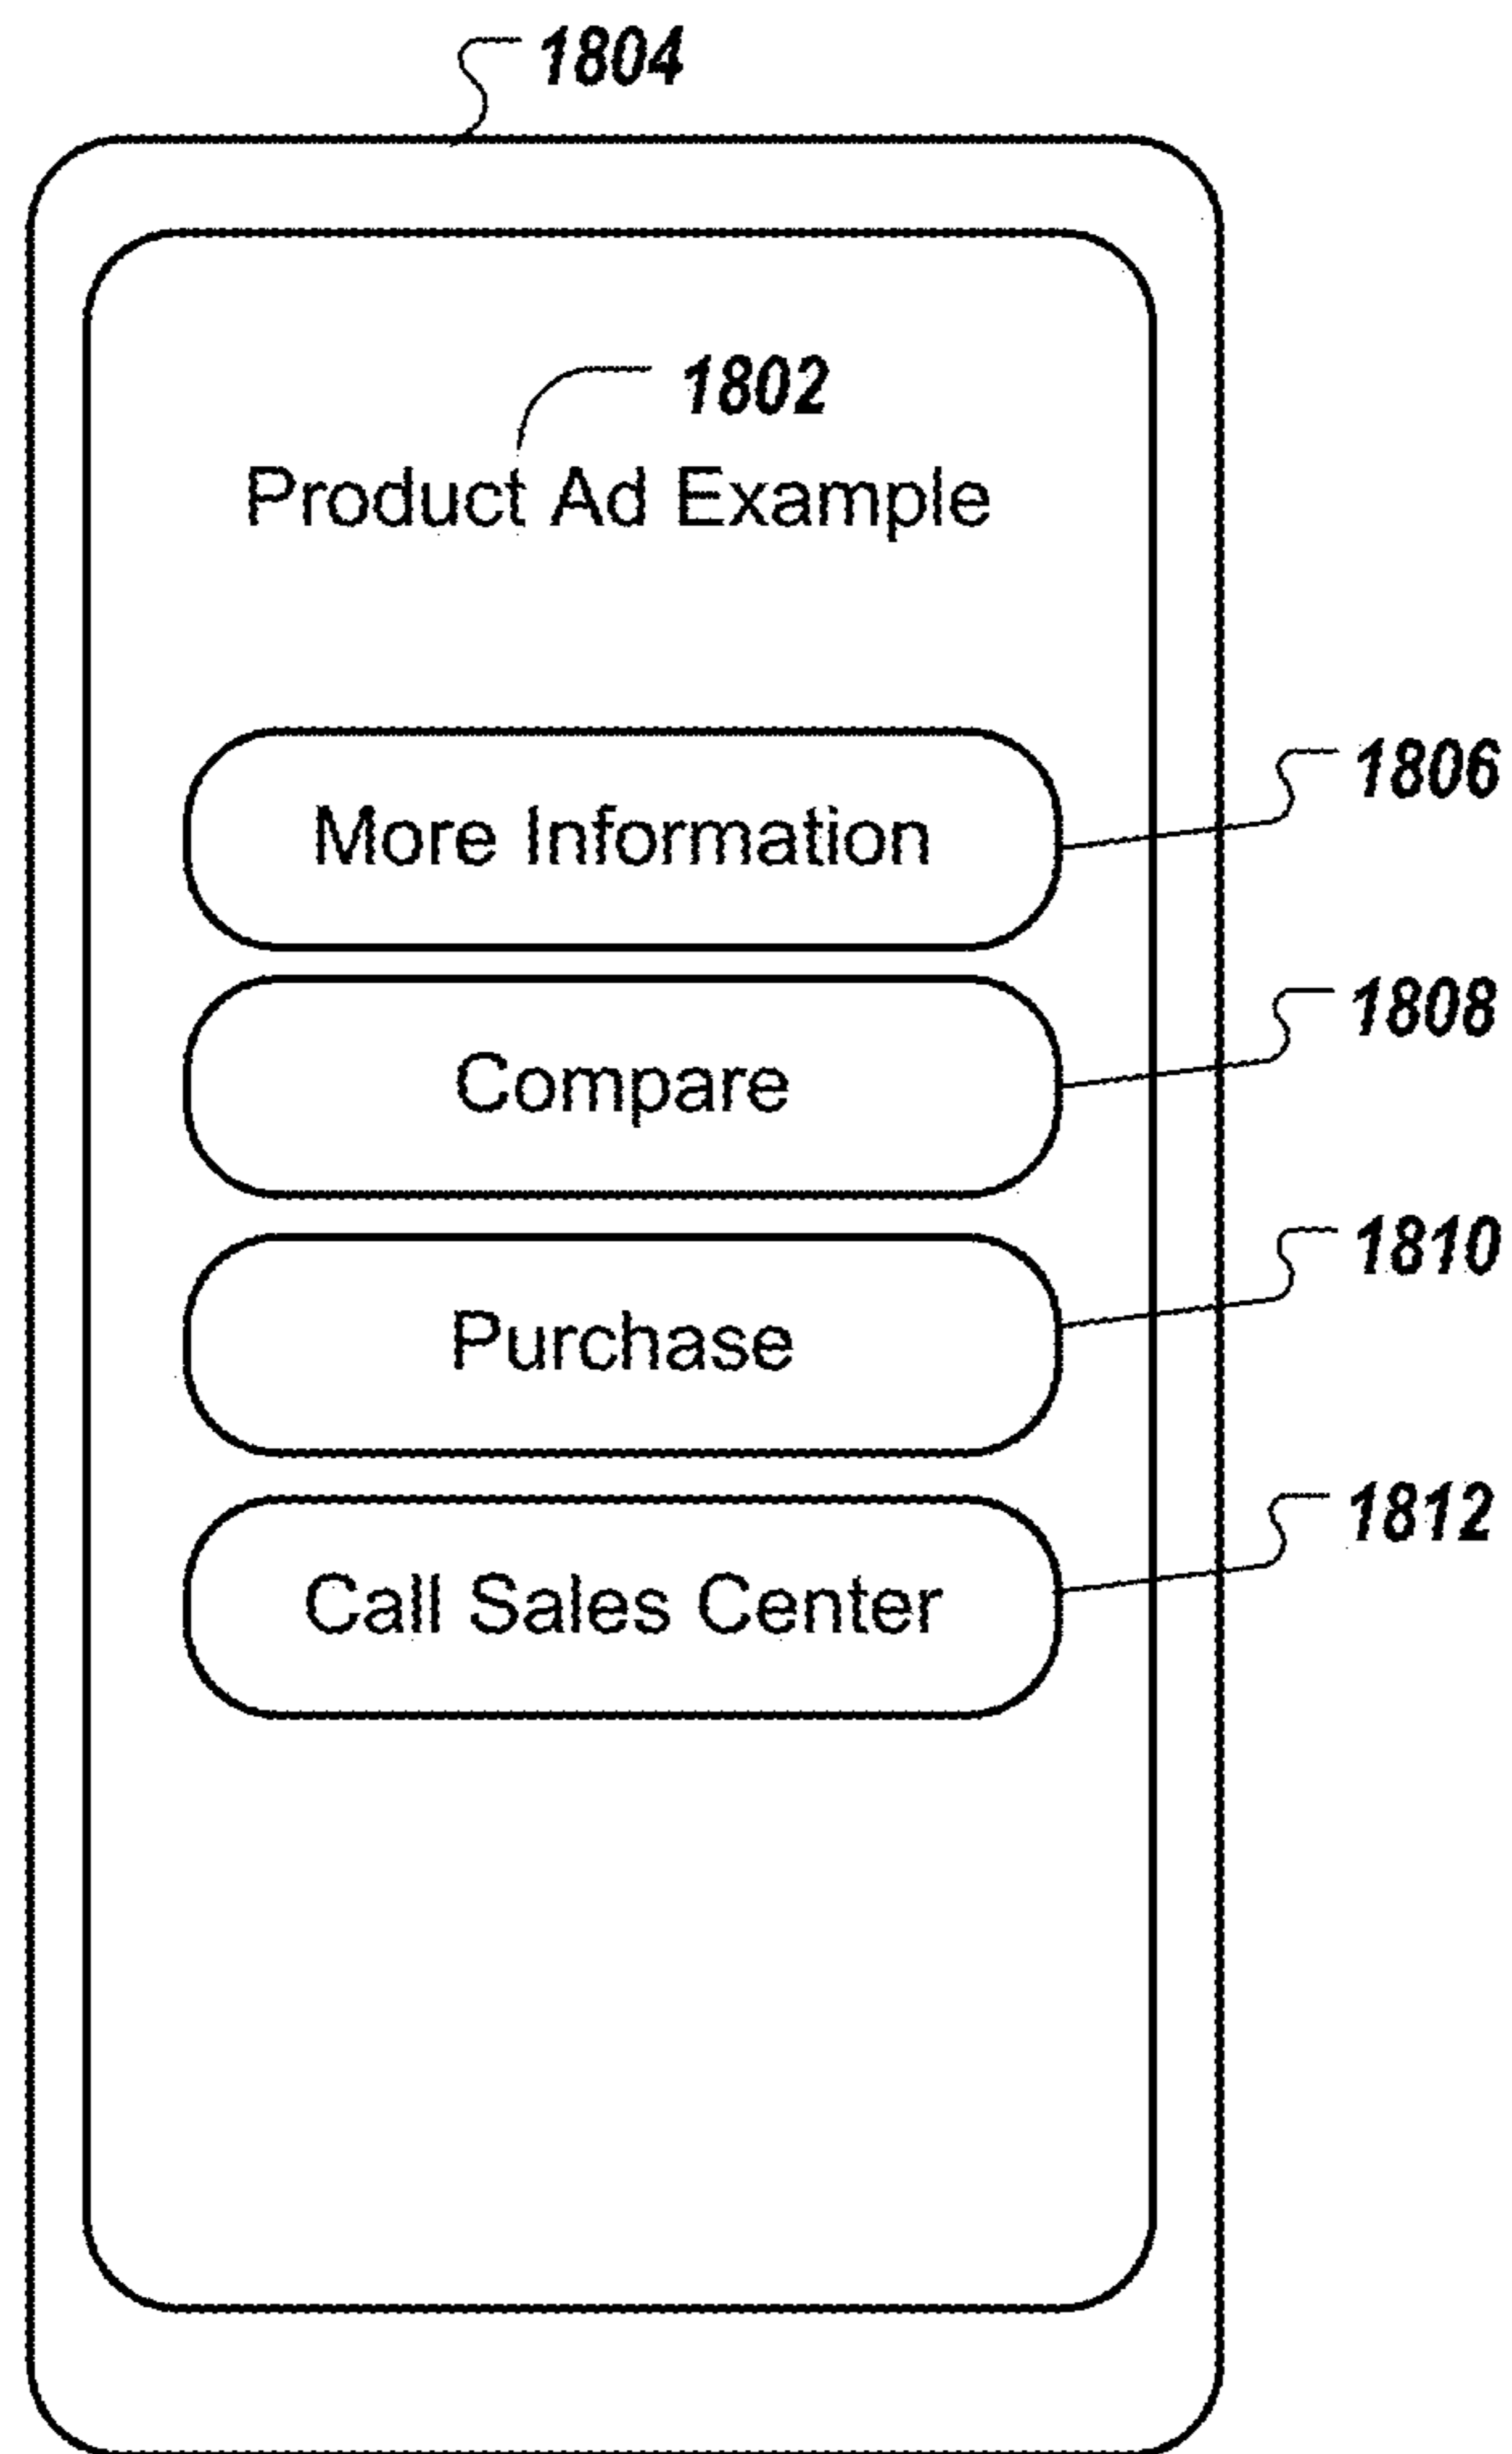 1804
1802
Product Ad Example
1806
More Information
1808
Compare
1810
Purchase
1812
Call Sales Center